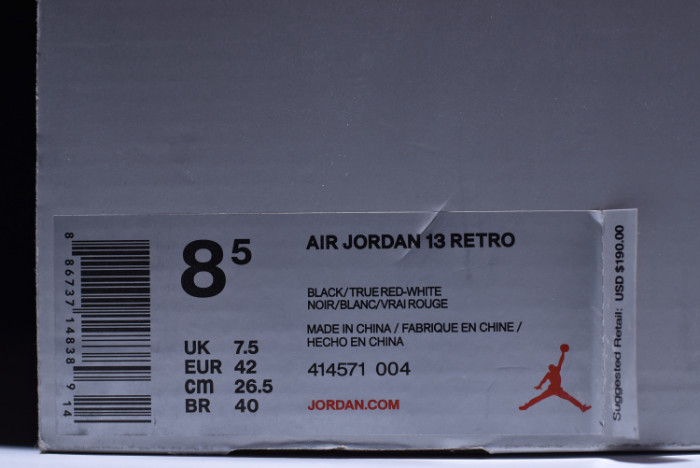 8 86737 14838 9 14
8 5
UK 7.5
EUR 42
cm 26.5
BR 40
AIR JORDAN 13 RETRO
BLACK/TRUE RED-WHITE
NOIR/BLANC/VRAI ROUGE
MADE IN CHINA / FABRIQUE EN CHINE /
HECHO EN CHINA
414571 004
JORDAN.COM
Suggested Retail: USD $190.00